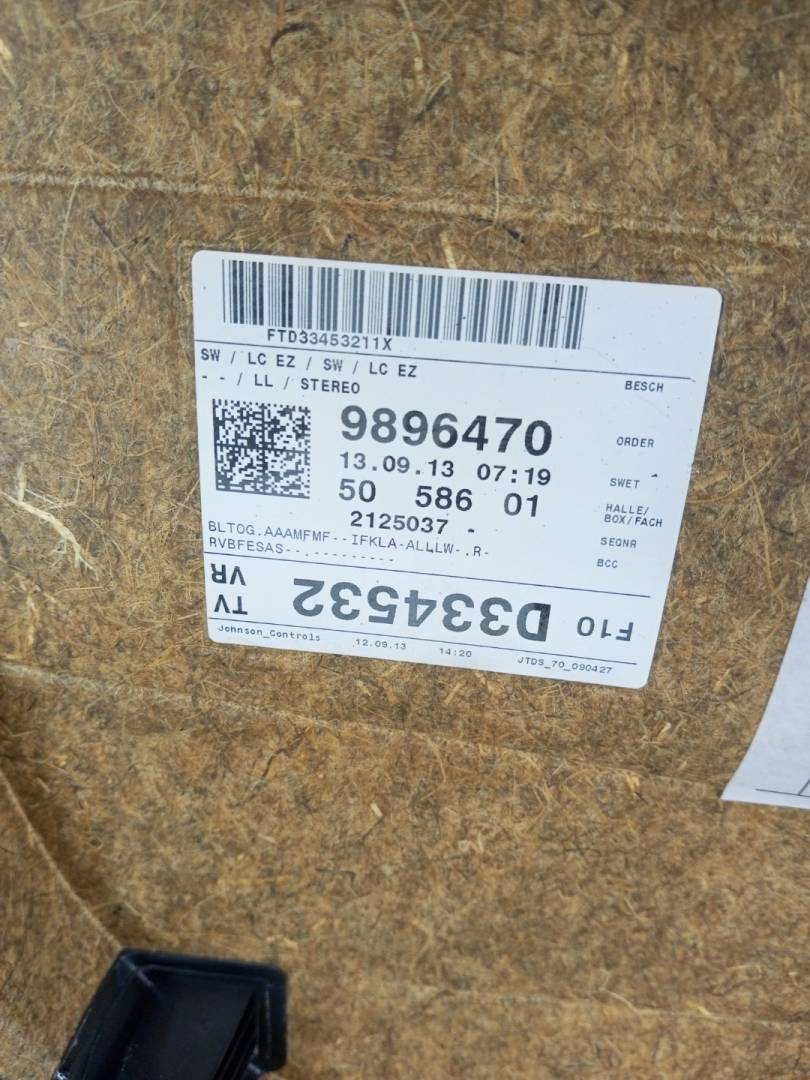 FTD33453211X
SW / LC EZ / SW / LC EZ
- - / LL / STEREO
BESCH
9896470
ORDER
13.09.13 07:19
SWET
50 586 01
HALLE/
BOX/FACH
2125037 -
SEQNR
BLTOG.AAAMFMF--IFKLA-ALLLW-.R-
RVBFESAS--.---------
BCC
F10 D334532 TV
VR
Johnson_Controls 12.09.13 14:20 JTDS_70_090427